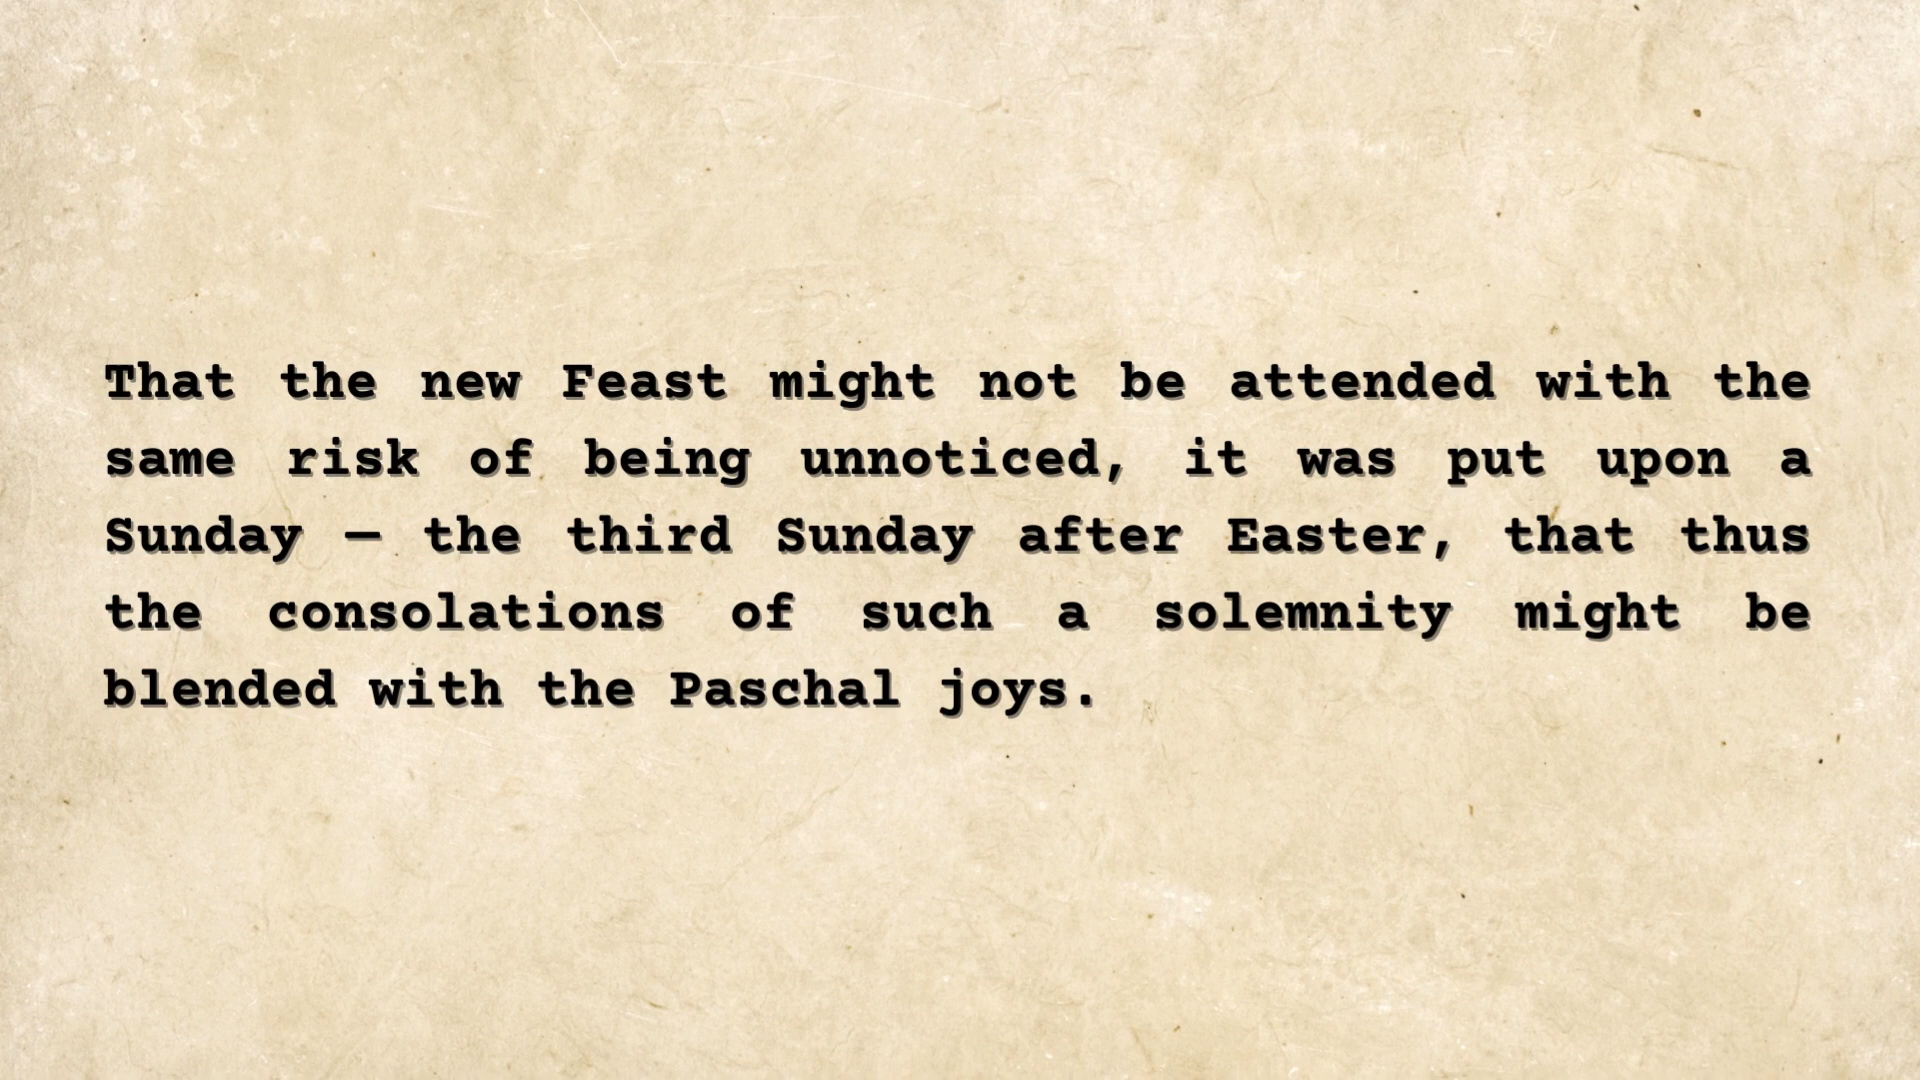 That the new Feast might not be attended with the
same risk of being unnoticed, it was put upon a
Sunday — the third Sunday after Easter, that thus
the consolations of such a solemnity might be
blended with the Paschal joys.